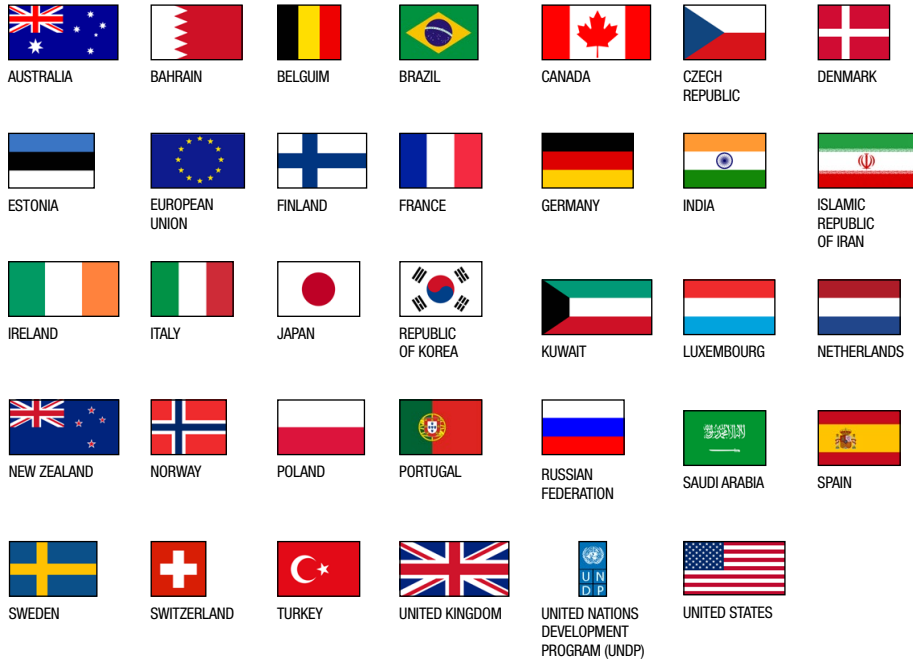 AUSTRALIA
BAHRAIN
BELGUIM
BRAZIL
CANADA
CZECH
REPUBLIC
DENMARK
ESTONIA
EUROPEAN
UNION
FINLAND
FRANCE
GERMANY
INDIA
ISLAMIC
REPUBLIC
OF IRAN
IRELAND
ITALY
JAPAN
REPUBLIC
OF KOREA
KUWAIT
LUXEMBOURG
NETHERLANDS
NEW ZEALAND
NORWAY
POLAND
PORTUGAL
RUSSIAN
FEDERATION
SAUDI ARABIA
SPAIN
U N
D P
SWEDEN
SWITZERLAND
TURKEY
UNITED KINGDOM
UNITED NATIONS
DEVELOPMENT
PROGRAM (UNDP)
UNITED STATES